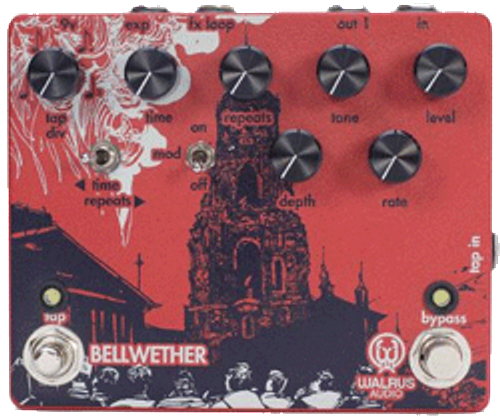 9v exp fx loop out 1 in
tap
div
time
repeats
tone
level
on
mod
off
time
repeats
depth
rate
tap in
tap
bypass
BELLWETHER
WALRUS
AUDIO